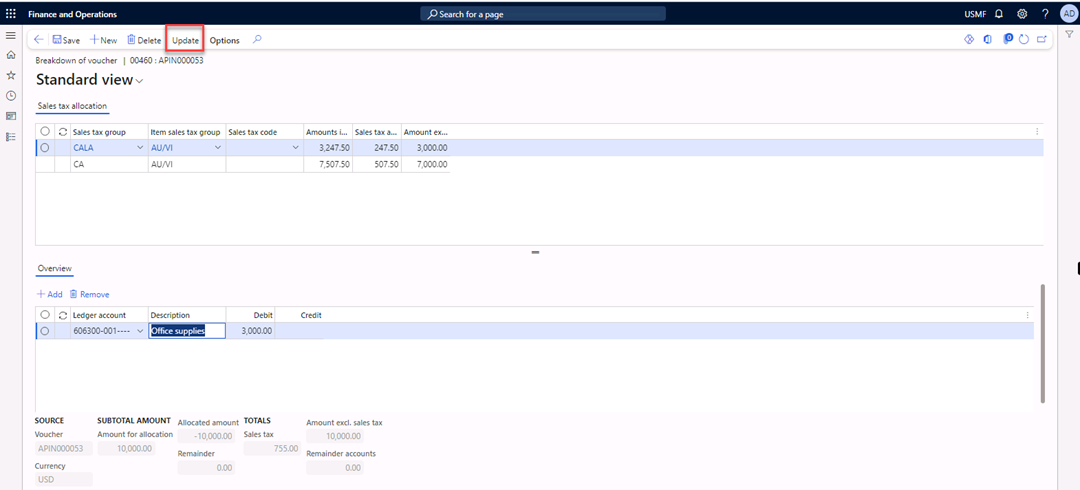 Finance and Operations
Search for a page
USMF
?
AD
Save
New
Delete
Update
Options
0
Breakdown of voucher | 00460 : APIN000053
Standard view
Sales tax allocation
Sales tax group Item sales tax group Sales tax code Amounts i... Sales tax a... Amount ex...
CALA AU/VI 3,247.50 247.50 3,000.00
CA AU/VI 7,507.50 507.50 7,000.00
Overview
Add Remove
Ledger account Description Debit Credit
606300-001---- Office supplies 3,000.00
SOURCE
Voucher
APIN000053
Currency
USD
SUBTOTAL AMOUNT
Amount for allocation
10,000.00
Allocated amount
-10,000.00
Remainder
0.00
TOTALS
Sales tax
755.00
Amount excl. sales tax
10,000.00
Remainder accounts
0.00